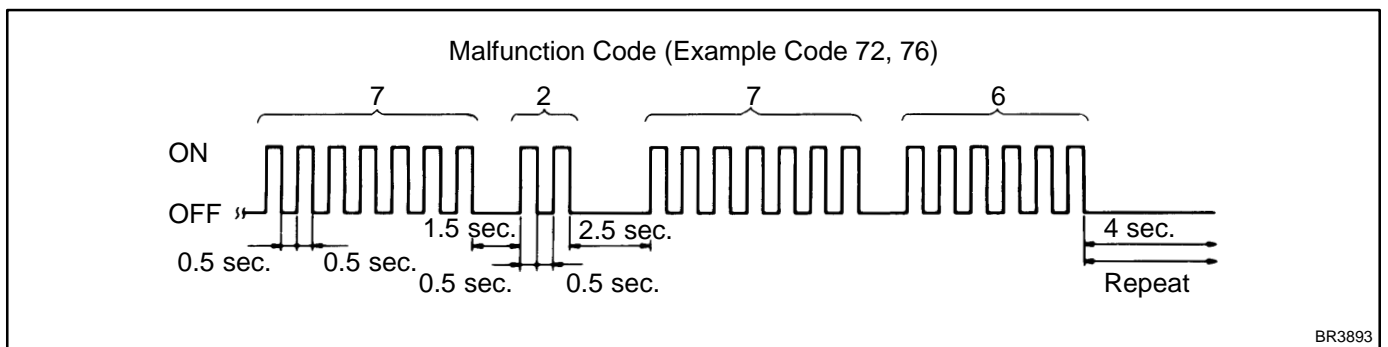 Malfunction Code (Example Code 72, 76)
7 2 7 6
ON
OFF
1.5 sec. 2.5 sec. 4 sec.
0.5 sec. 0.5 sec.
0.5 sec. 0.5 sec. Repeat
BR3893